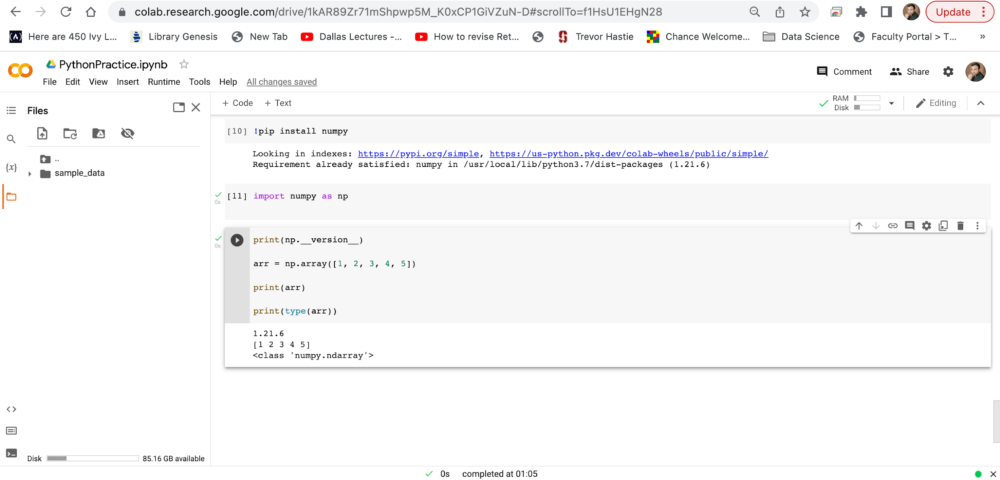 colab.research.google.com/drive/1kAR89Zr71mShpwp5M_K0xCP1GiVZuN-D#scrollTo=f1HsU1EHgN28 Update
Here are 450 Ivy L... Library Genesis New Tab Dallas Lectures -... How to revise Ret... Trevor Hastie Chance Welcome... Data Science Faculty Portal > T... »
PythonPractice.ipynb
Comment Share
File Edit View Insert Runtime Tools Help All changes saved
Files
+ Code + Text
RAM
Disk
Editing
..
sample_data
{x}
[10] !pip install numpy
Looking in indexes: https://pypi.org/simple, https://us-python.pkg.dev/colab-wheels/public/simple/
Requirement already satisfied: numpy in /usr/local/lib/python3.7/dist-packages (1.21.6)
[11] import numpy as np
0s
print(np.__version__)
0s
arr = np.array([1, 2, 3, 4, 5])
print(arr)
print(type(arr))
1.21.6
[1 2 3 4 5]
<class 'numpy.ndarray'>
Disk 85.16 GB available
0s completed at 01:05